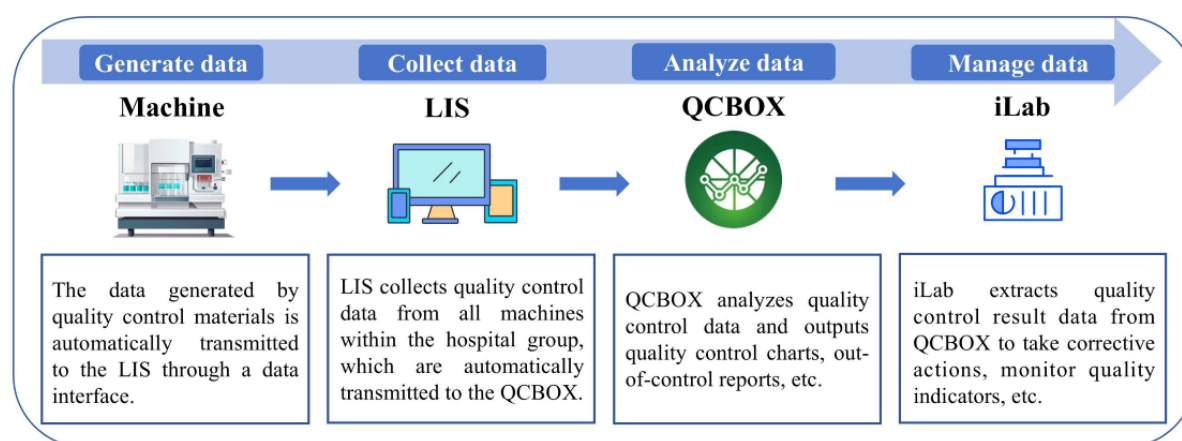 Generate data
Collect data
Analyze data
Manage data
Machine
LIS
QCBOX
iLab
The data generated by
quality control materials is
automatically transmitted
to the LIS through a data
interface.
LIS collects quality control
data from all machines
within the hospital group,
which are automatically
transmitted to the QCBOX.
QCBOX analyzes quality
control data and outputs
quality control charts, out-
of-control reports, etc.
iLab extracts quality
control result data from
QCBOX to take corrective
actions, monitor quality
indicators, etc.